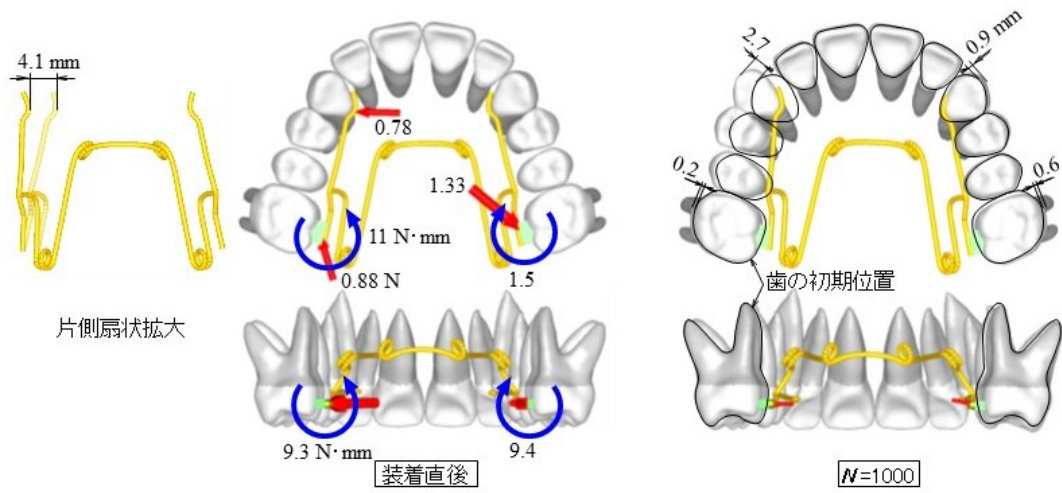 4.1 mm
片側扇状拡大
0.78
1.33
11 N·mm
0.88 N
1.5
9.3 N·mm
9.4
装着直後
2.7
0.9 mm
0.2
0.6
歯の初期位置
N=1000